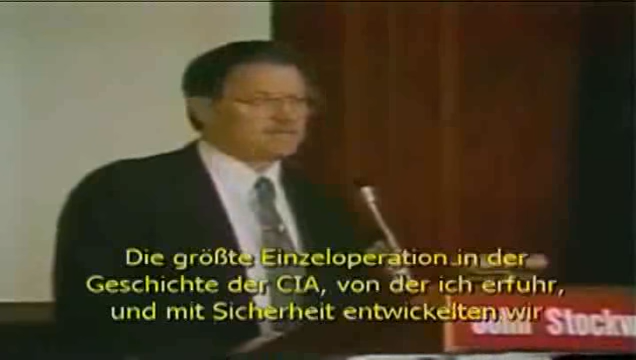 Die größte Einzeloperation in der
Geschichte der CIA, von der ich erfuhr,
und mit Sicherheit entwickelten wir
John Stockw